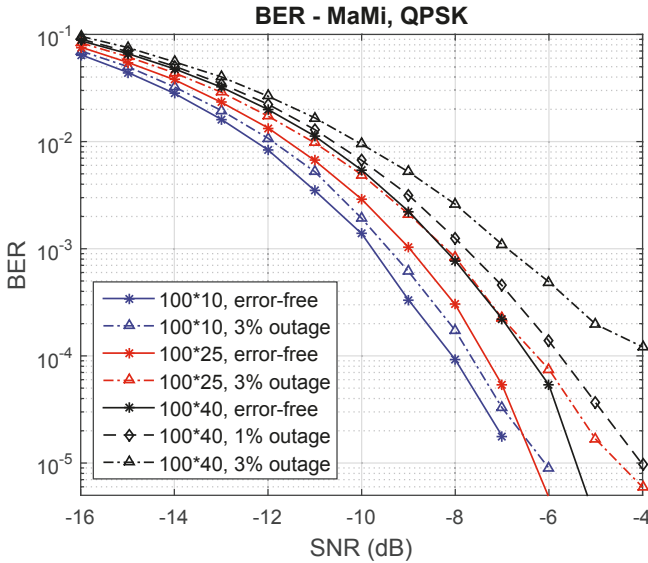 BER - MaMi, QPSK
10^-1
10^-2
10^-3
10^-4
10^-5
BER
100*10, error-free
100*10, 3% outage
100*25, error-free
100*25, 3% outage
100*40, error-free
100*40, 1% outage
100*40, 3% outage
-16 -14 -12 -10 -8 -6 -4
SNR (dB)